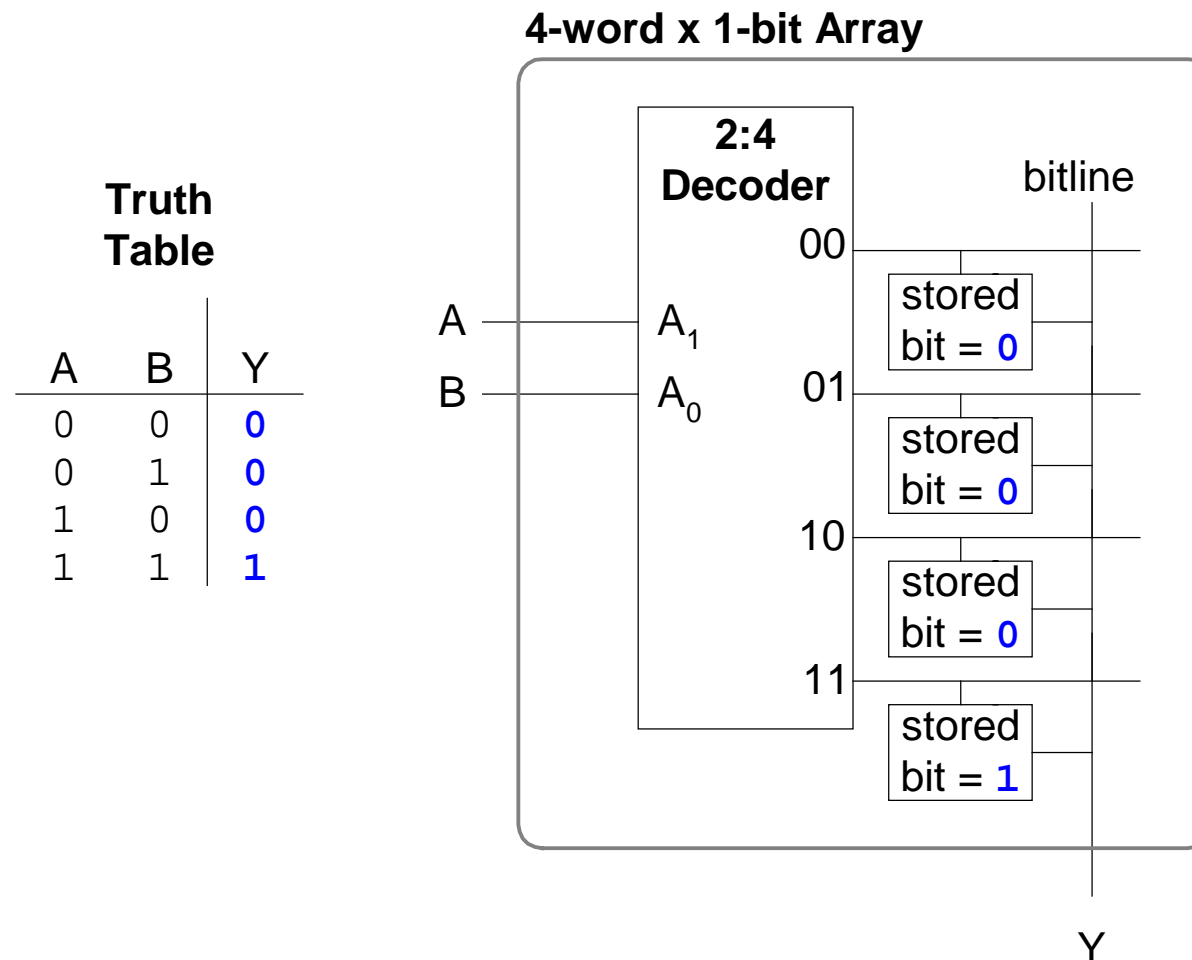 4-word x 1-bit Array
Truth
Table
A B Y
0 0 0
0 1 0
1 0 0
1 1 1
2:4
Decoder
bitline
A
B
A1
A0
00
stored
bit = 0
01
stored
bit = 0
10
stored
bit = 0
11
stored
bit = 1
Y